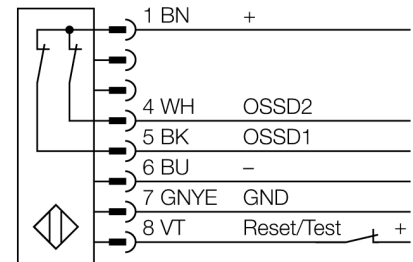 1 BN +
4 WH OSSD2
5 BK OSSD1
6 BU –
7 GNYE GND
8 VT Reset/Test +